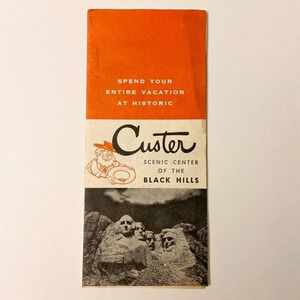 SPEND YOUR
ENTIRE VACATION
AT HISTORIC
Custer
SCENIC CENTER
OF THE
BLACK HILLS